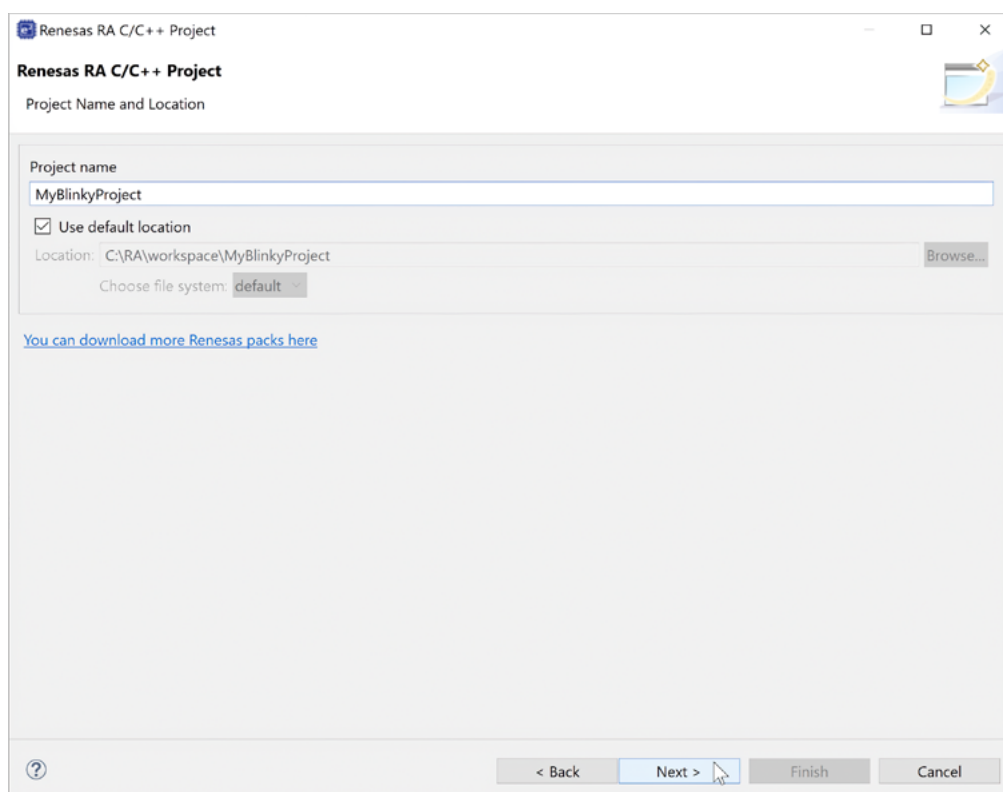 Renesas RA C/C++ Project
Renesas RA C/C++ Project
Project Name and Location
Project name
MyBlinkyProject
Use default location
Location: C:\RA\workspace\MyBlinkyProject Browse...
Choose file system: default
You can download more Renesas packs here
? < Back Next > Finish Cancel